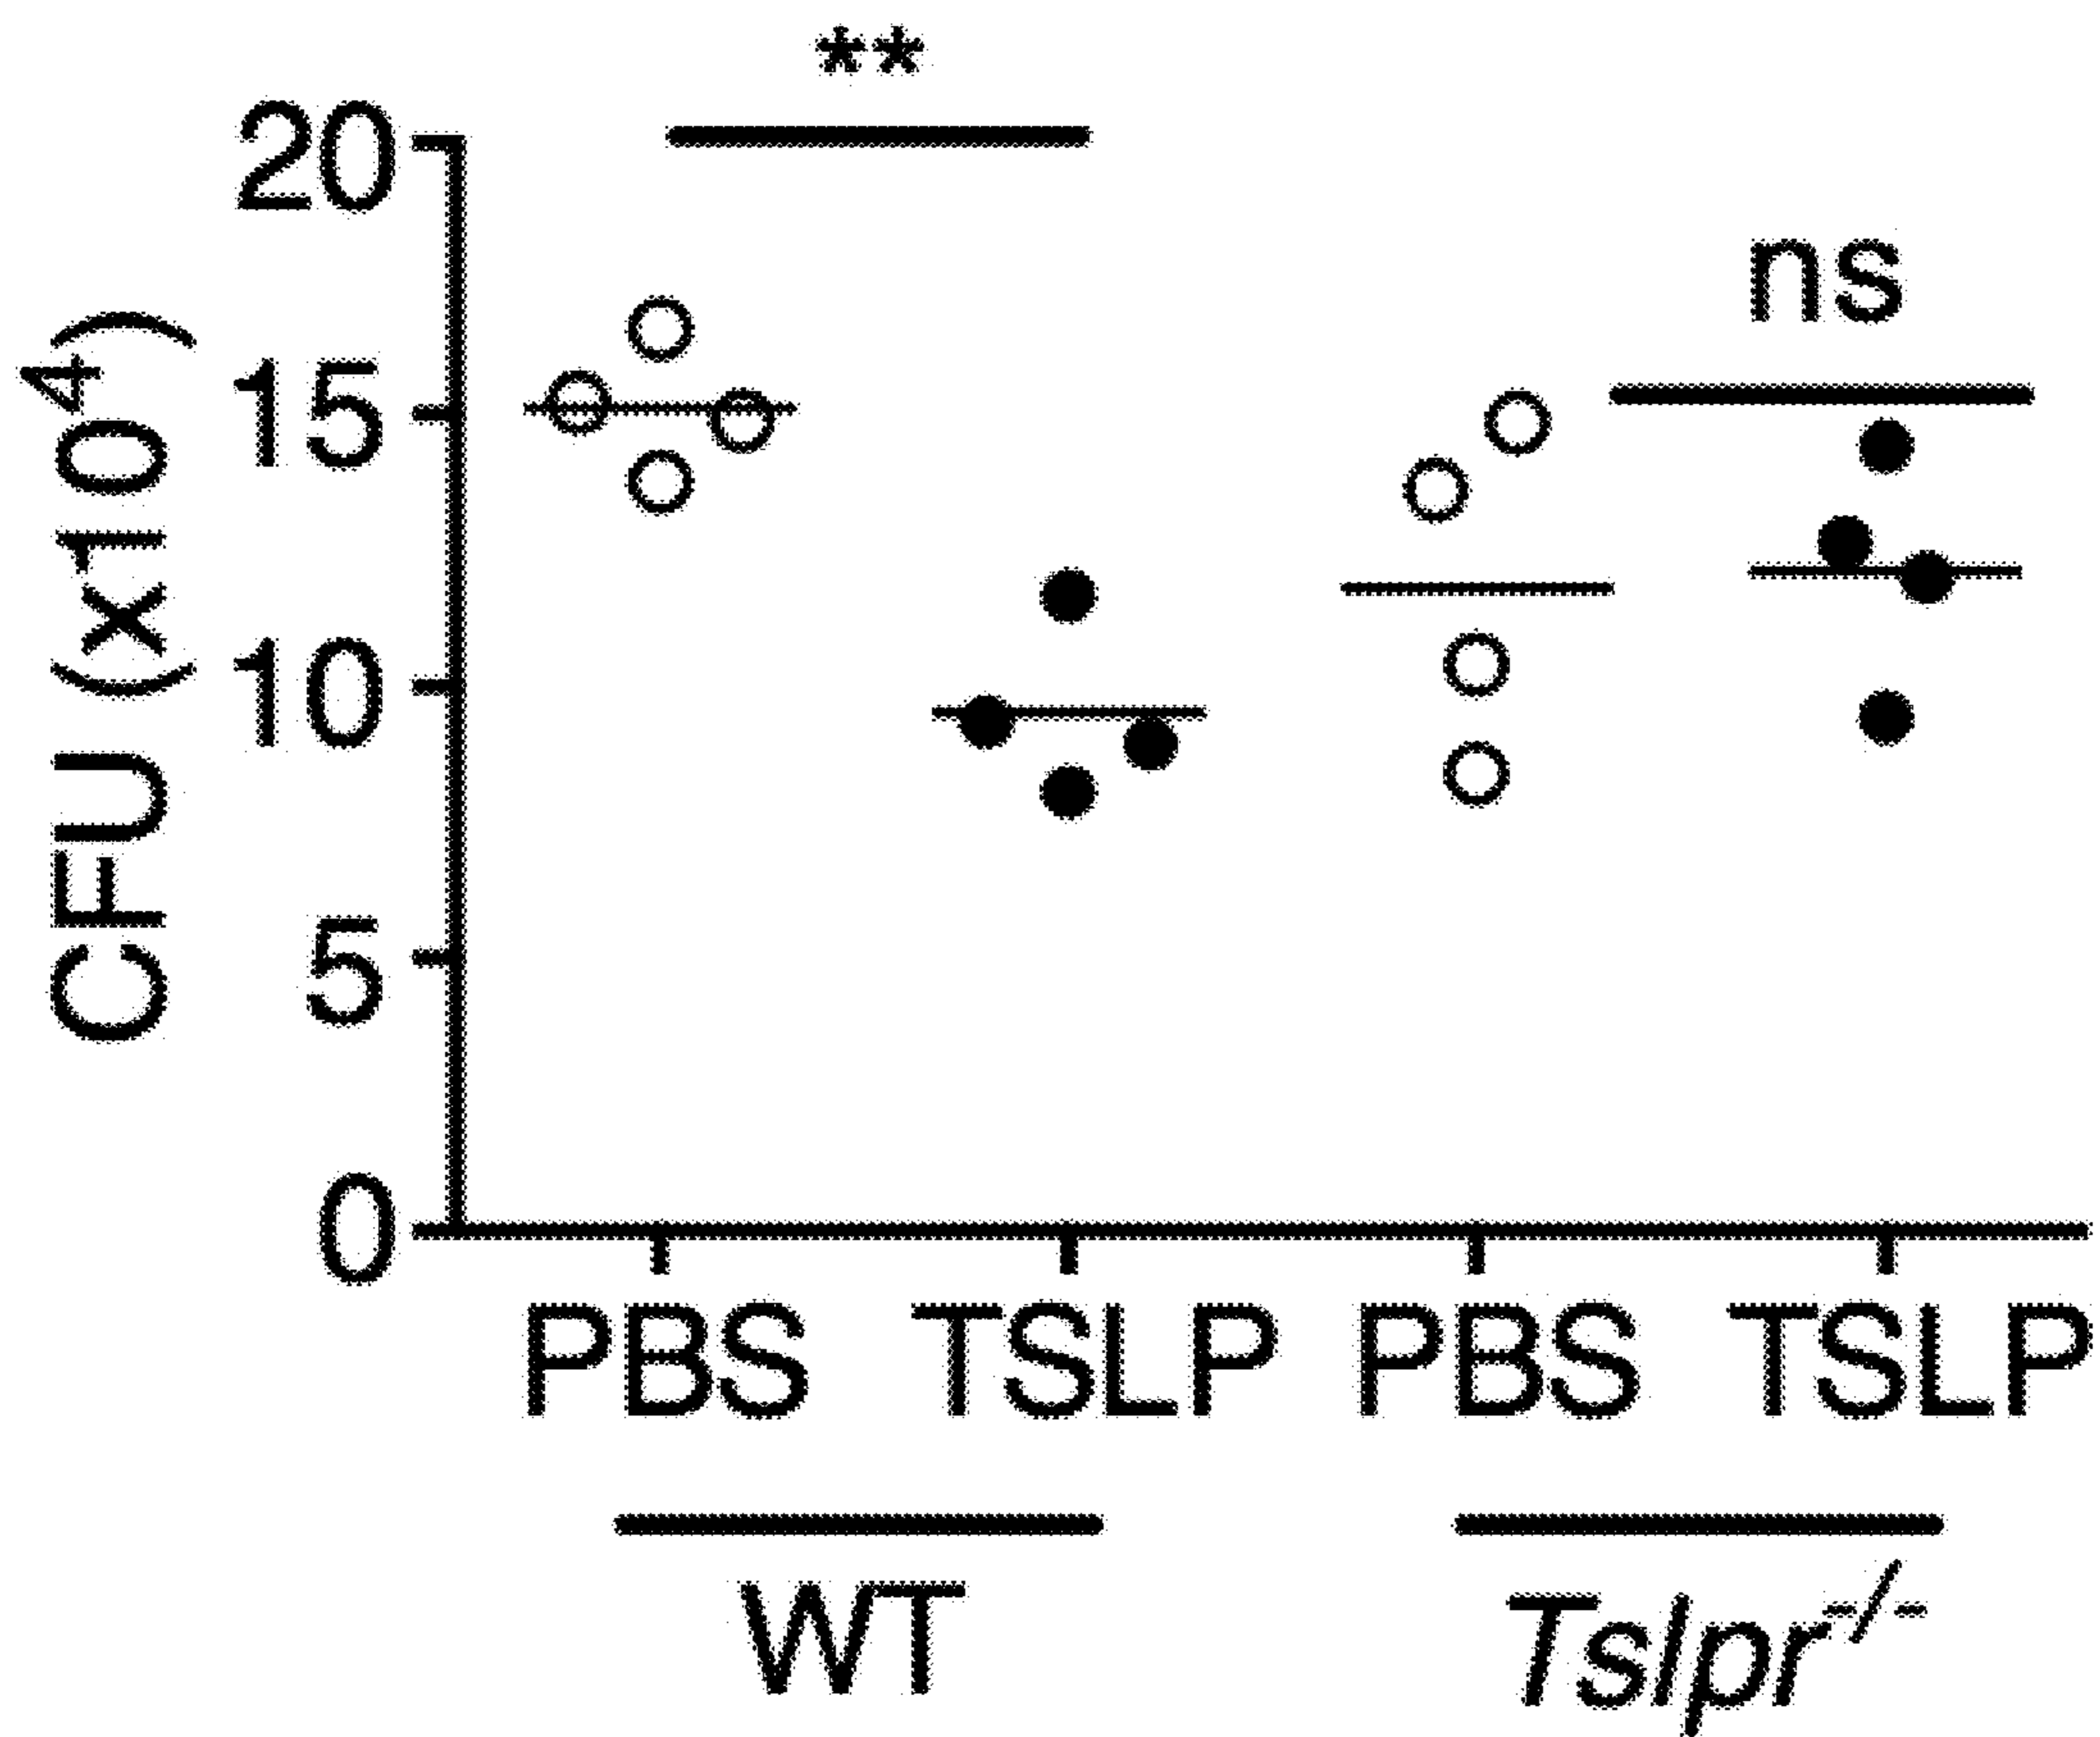 **
ns
CFU (x10⁴)
20
15
10
5
0
PBS TSLP PBS TSLP
WT Tslpr⁻/⁻